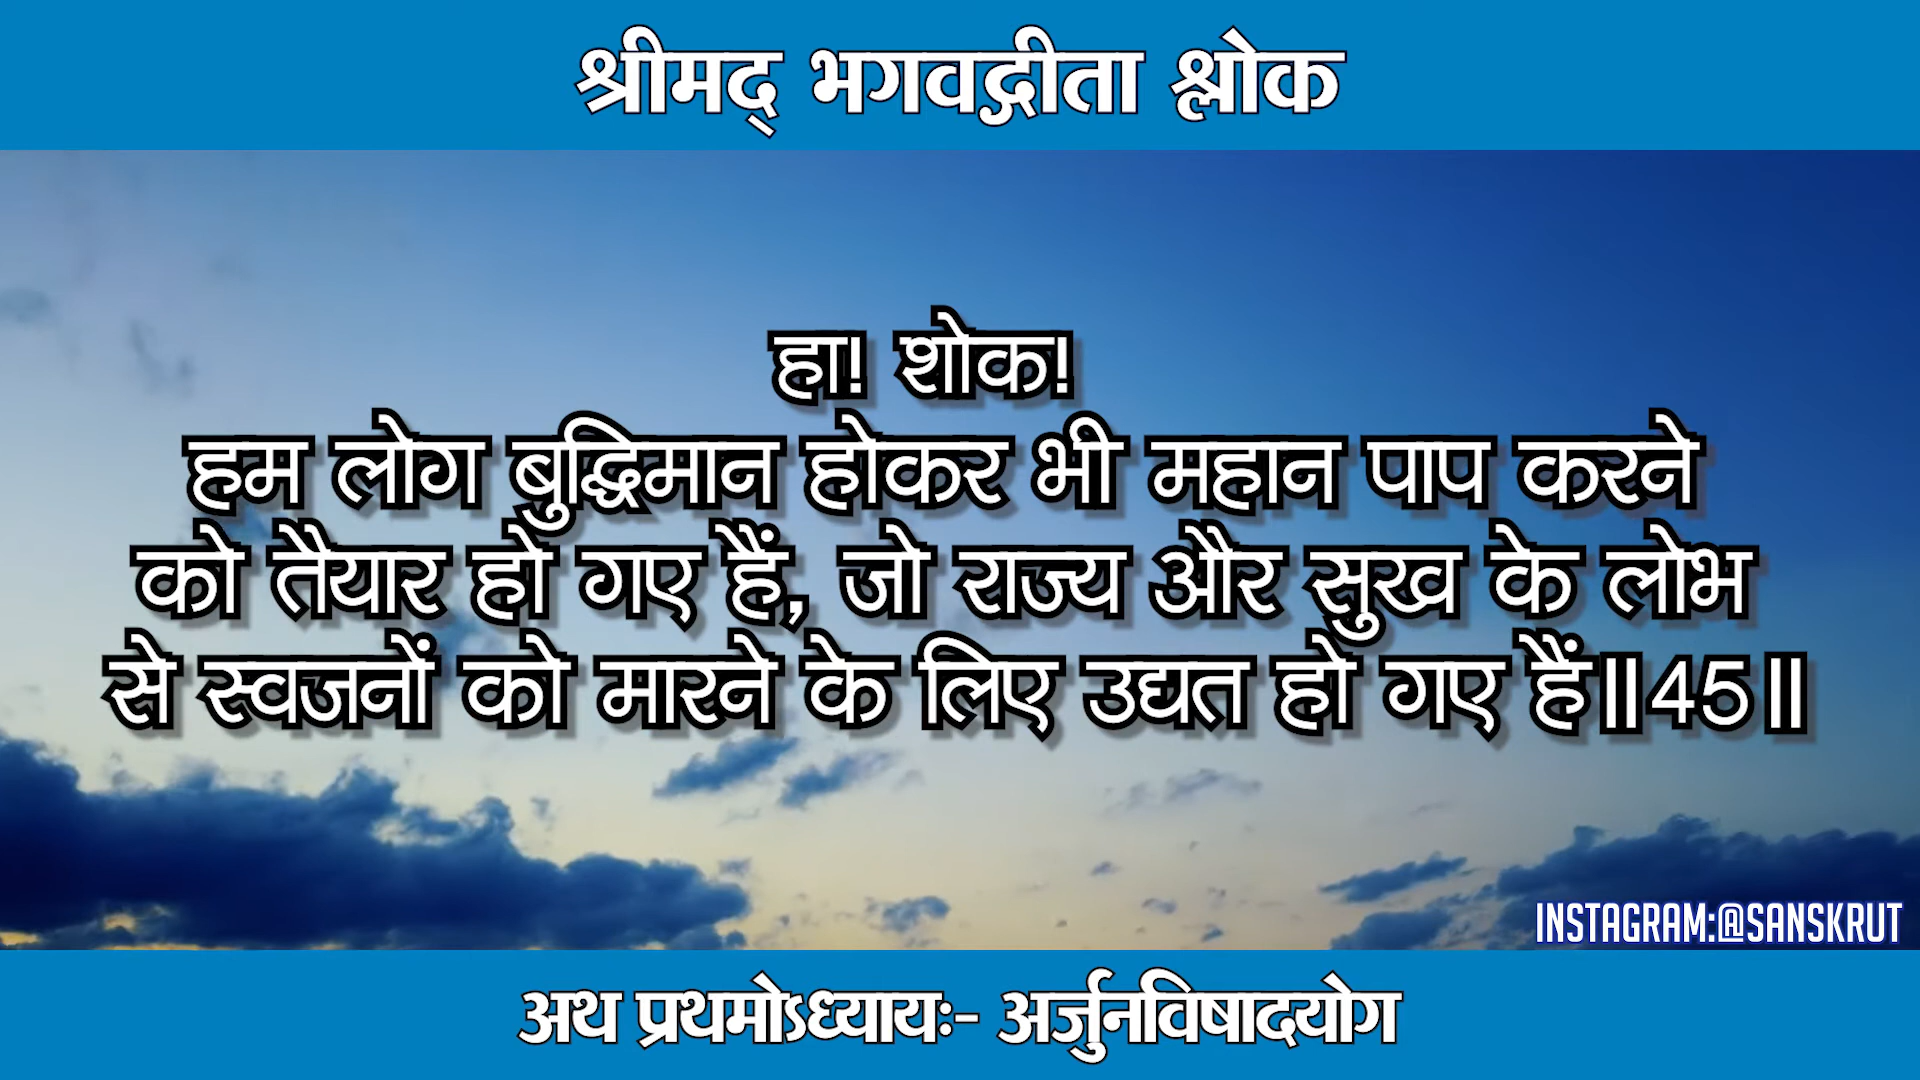 श्रीमद् भगवद्गीता श्लोक
हा! शोक!
हम लोग बुद्धिमान होकर भी महान पाप करने
को तैयार हो गए हैं, जो राज्य और सुख के लोभ
से स्वजनों को मारने के लिए उद्यत हो गए हैं॥45॥
INSTAGRAM:@SANSKRUT
अथ प्रथमोऽध्यायः- अर्जुनविषादयोग